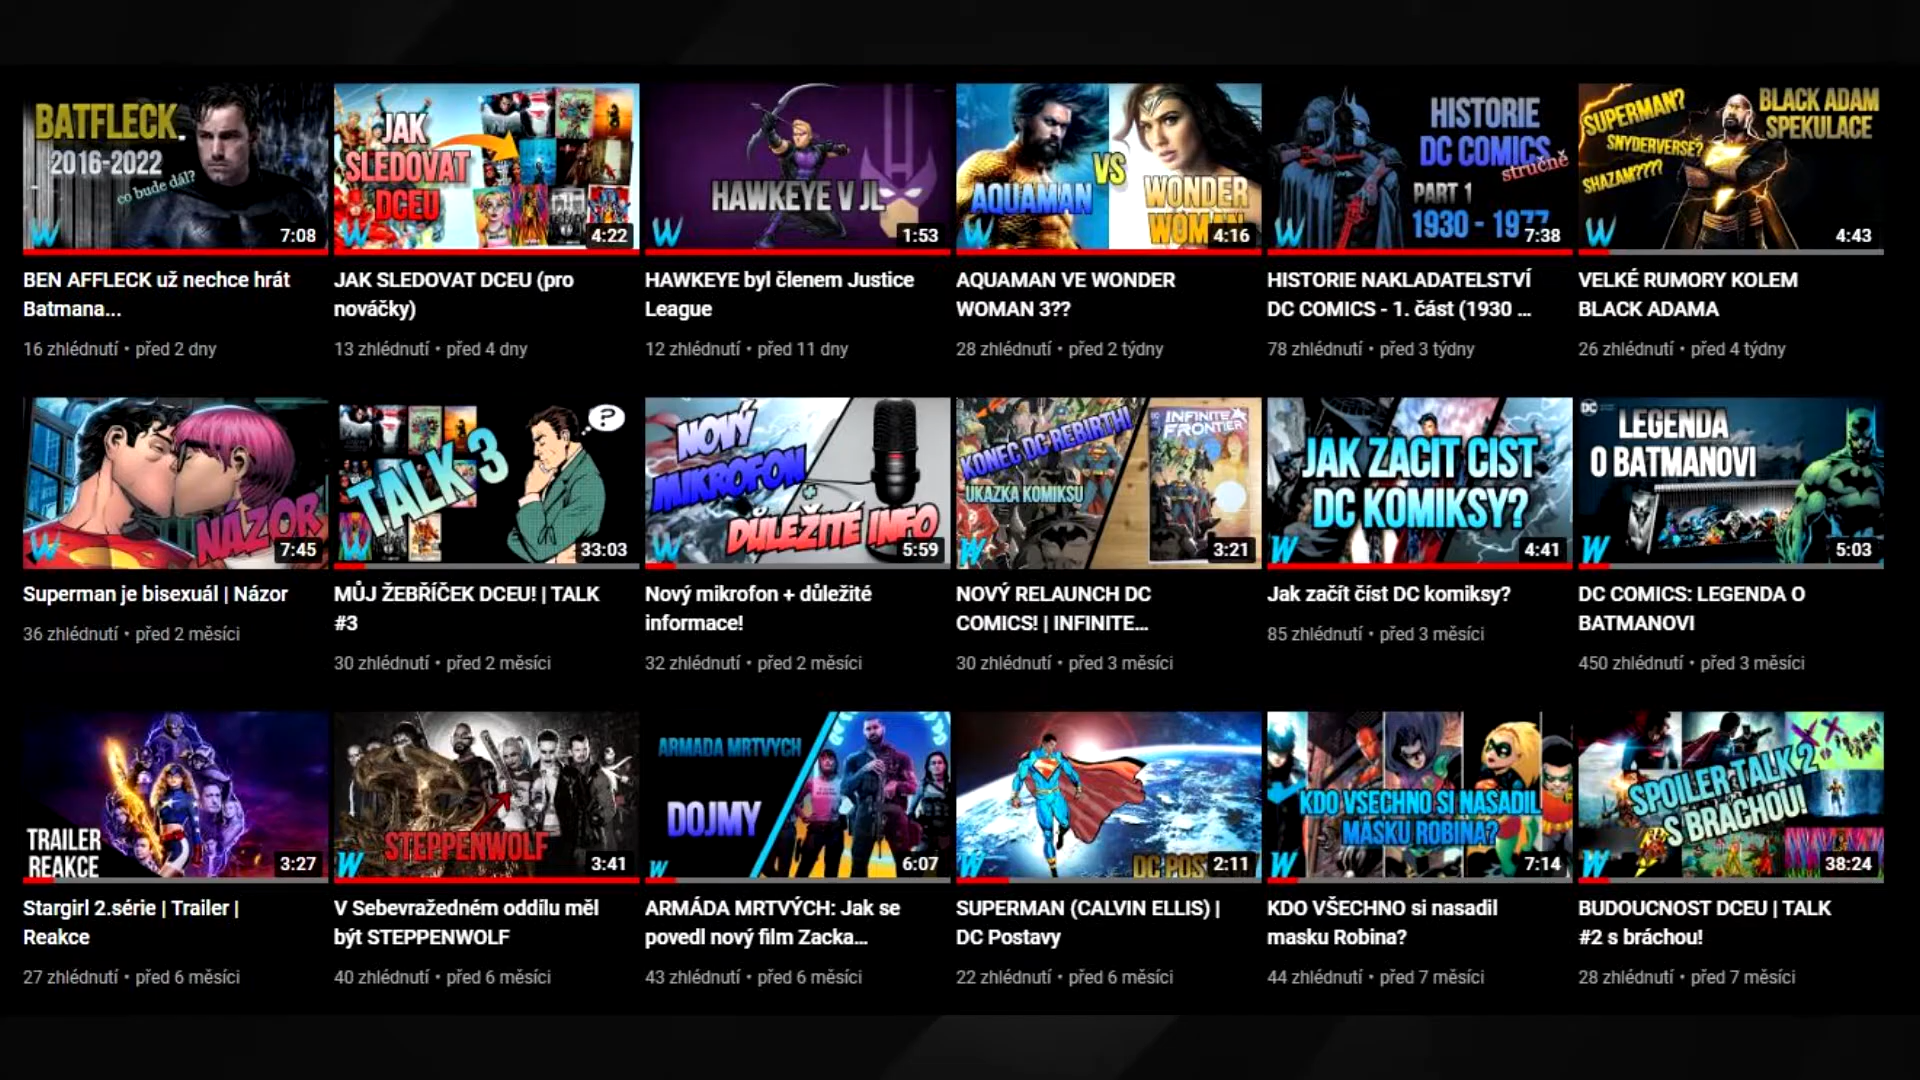 BATFLECK.
2016-2022
co bude dál?
W
7:08
JAK
SLEDOVAT
DCEU
W
4:22
HAWKEYE V JL
W
1:53
AQUAMAN
VS
WONDER
WOMAN
W
4:16
HISTORIE
DC COMICS
stručně
PART 1
1930 - 1977
W
7:38
SUPERMAN?
SNYDERVERSE?
SHAZAM????
BLACK ADAM
SPEKULACE
W
4:43
BEN AFFLECK už nechce hrát
Batmana...
16 zhlédnutí • před 2 dny
JAK SLEDOVAT DCEU (pro
nováčky)
13 zhlédnutí • před 4 dny
HAWKEYE byl členem Justice
League
12 zhlédnutí • před 11 dny
AQUAMAN VE WONDER
WOMAN 3??
28 zhlédnutí • před 2 týdny
HISTORIE NAKLADATELSTVÍ
DC COMICS - 1. část (1930 ...
78 zhlédnutí • před 3 týdny
VELKÉ RUMORY KOLEM
BLACK ADAMA
26 zhlédnutí • před 4 týdny
NÁZOR
W
7:45
TALK 3
?
W
33:03
NOVÝ
MIKROFON
+
DŮLEŽITÉ INFO
W
5:59
KONEC DC REBIRTH!
UKAZKA KOMIKSU
INFINITE
FRONTIER
W
3:21
JAK ZACIT CIST
DC KOMIKSY?
W
4:41
DC
LEGENDA
O BATMANOVI
W
5:03
Superman je bisexuál | Názor
36 zhlédnutí • před 2 měsíci
MŮJ ŽEBŘÍČEK DCEU! | TALK
#3
30 zhlédnutí • před 2 měsíci
Nový mikrofon + důležité
informace!
32 zhlédnutí • před 2 měsíci
NOVÝ RELAUNCH DC
COMICS! | INFINITE...
30 zhlédnutí • před 3 měsíci
Jak začít číst DC komiksy?
85 zhlédnutí • před 3 měsíci
DC COMICS: LEGENDA O
BATMANOVI
450 zhlédnutí • před 3 měsíci
TRAILER
REAKCE
3:27
STEPPENWOLF
W
3:41
ARMADA MRTVYCH
DOJMY
W
6:07
DC POS
W
2:11
KDO VSECHNO SI NASADIL
MASKU ROBINA?
W
7:14
SPOILER TALK 2
S BRÁCHOU!
W
38:24
Stargirl 2.série | Trailer |
Reakce
27 zhlédnutí • před 6 měsíci
V Sebevražedném oddílu měl
být STEPPENWOLF
40 zhlédnutí • před 6 měsíci
ARMÁDA MRTVÝCH: Jak se
povedl nový film Zacka...
43 zhlédnutí • před 6 měsíci
SUPERMAN (CALVIN ELLIS) |
DC Postavy
22 zhlédnutí • před 6 měsíci
KDO VŠECHNO si nasadil
masku Robina?
44 zhlédnutí • před 7 měsíci
BUDOUCNOST DCEU | TALK
#2 s bráchou!
28 zhlédnutí • před 7 měsíci